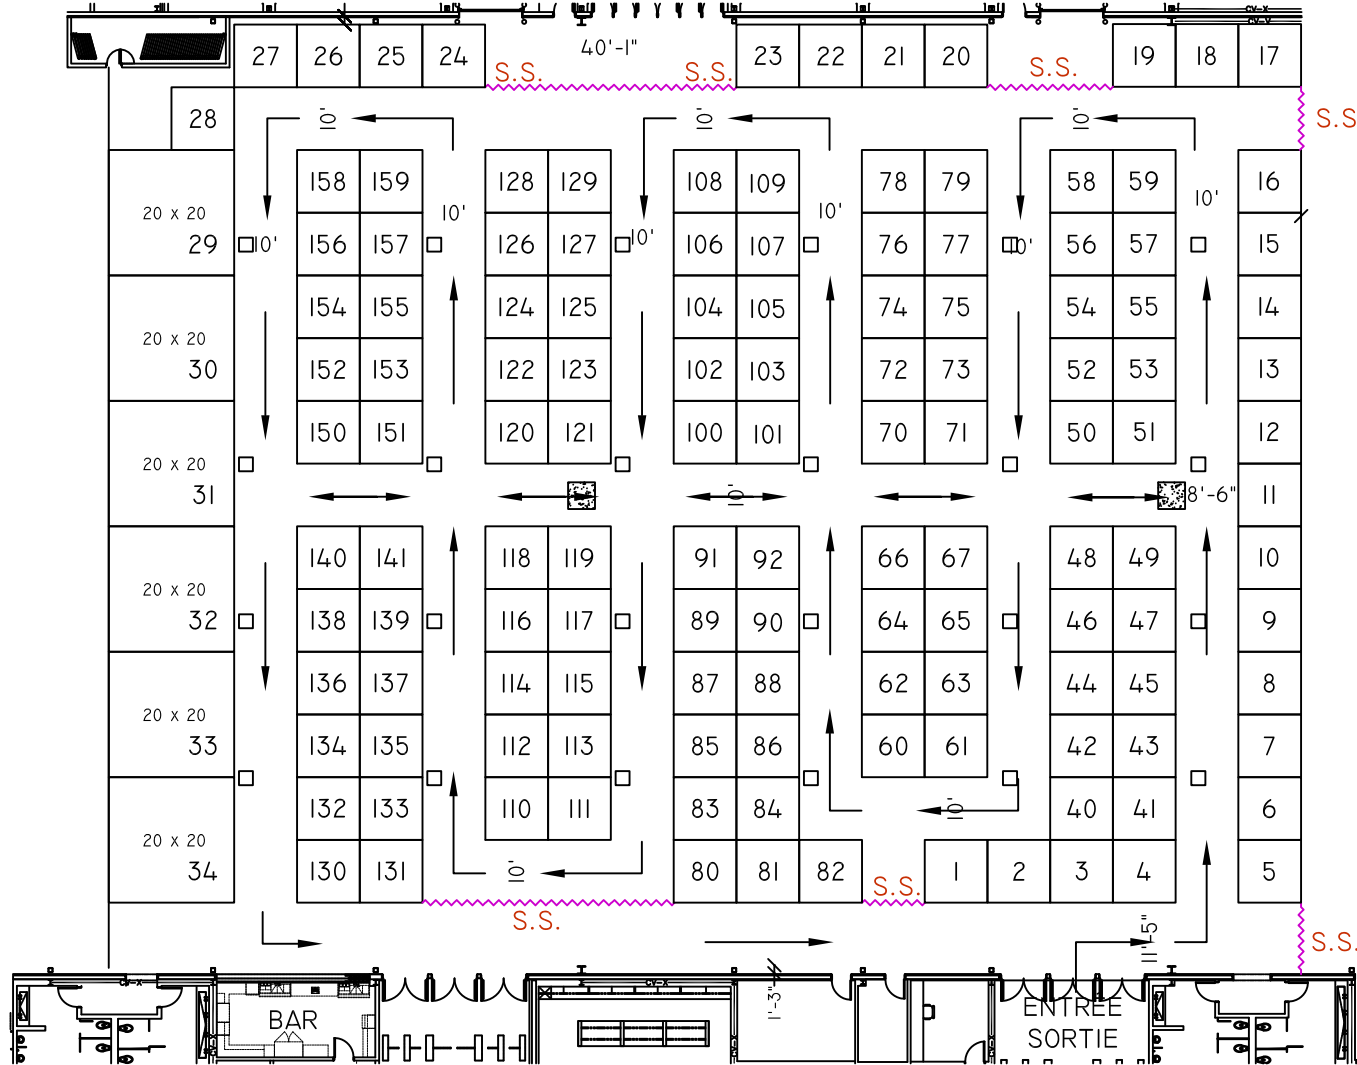 CV-X
CV-V
27 26 25 24 40'-1" 23 22 21 20 19 18 17
S.S. S.S. S.S.
28 10' 10' 10' S.S
158 159 128 129 108 109 78 79 58 59 16
20 x 20 10' 10' 10'
29 10' 156 157 126 127 10' 106 107 76 77 10' 56 57 15
154 155 124 125 104 105 74 75 54 55 14
20 x 20
30 152 153 122 123 102 103 72 73 52 53 13
150 151 120 121 100 101 70 71 50 51 12
20 x 20
31 10' 8'-6" 11
140 141 118 119 91 92 66 67 48 49 10
20 x 20
32 138 139 116 117 89 90 64 65 46 47 9
136 137 114 115 87 88 62 63 44 45 8
20 x 20
33 134 135 112 113 85 86 60 61 42 43 7
132 133 110 111 83 84 10' 40 41 6
20 x 20
34 130 131 10' 80 81 82 1 2 3 4 5
S.S.
S.S. 11'-5" S.S.
CV-X CV-X
1'-3"
BAR ENTRÉE
SORTIE
CV-X CV-X